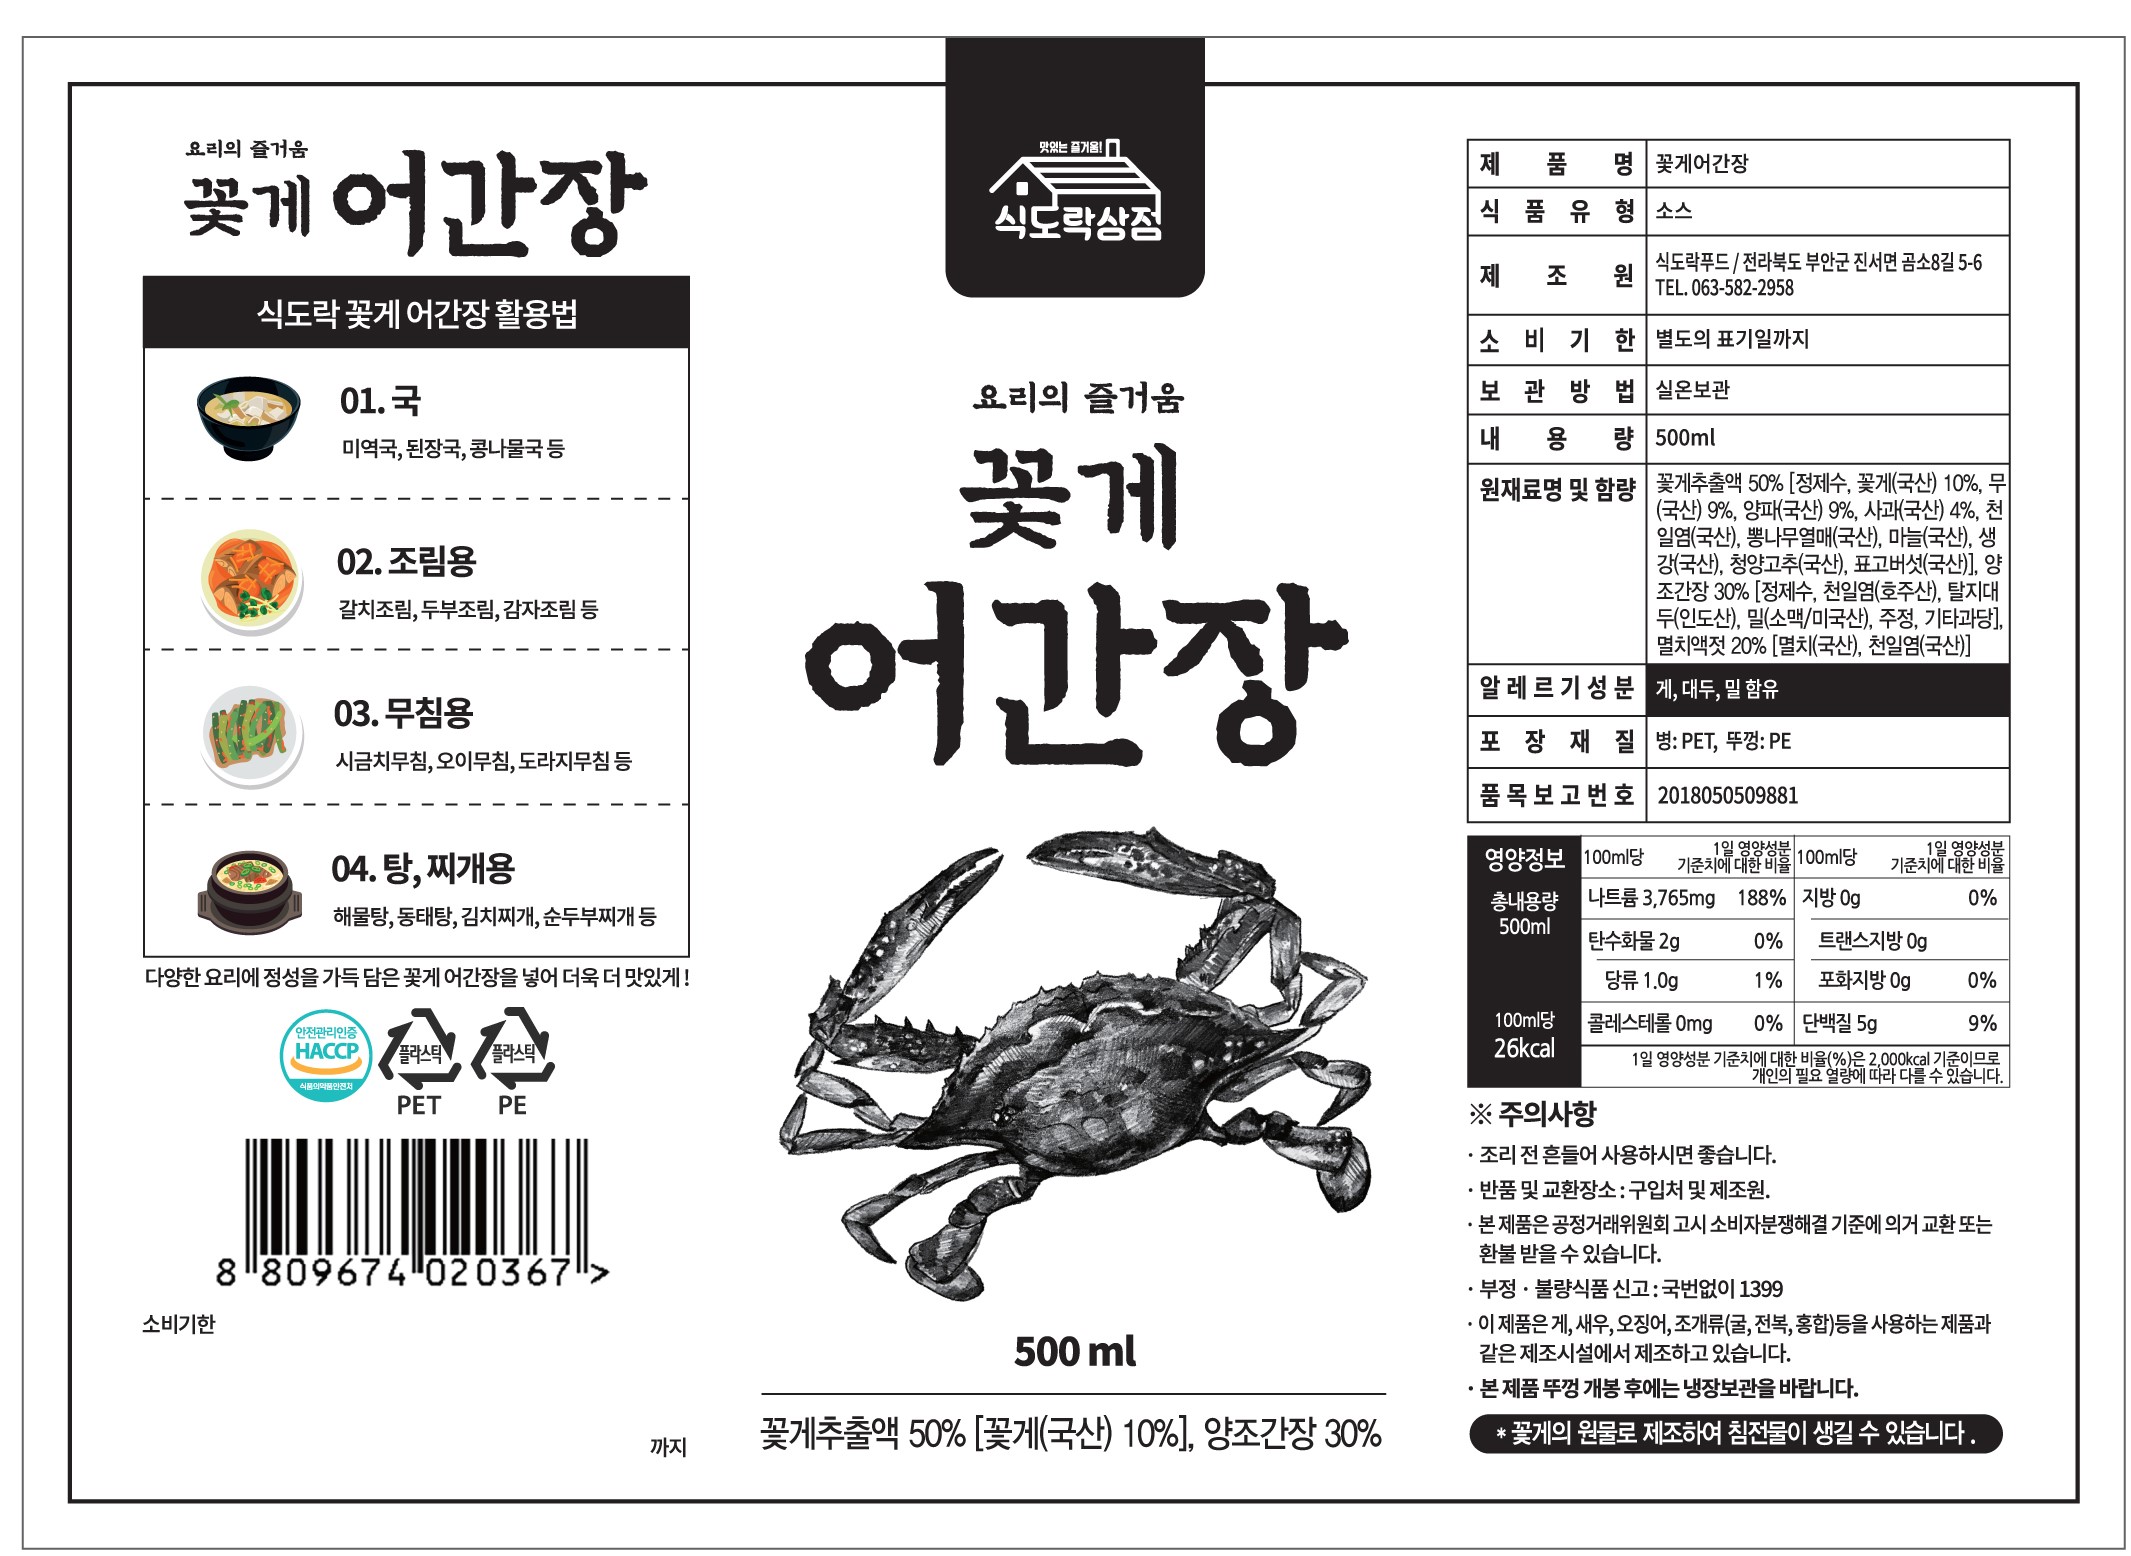 요리의 즐거움
꽃게 어간장
식도락 꽃게 어간장 활용법
01. 국
미역국, 된장국, 콩나물국 등
02. 조림용
갈치조림, 두부조림, 감자조림 등
03. 무침용
시금치무침, 오이무침, 도라지무침 등
04. 탕, 찌개용
해물탕, 동태탕, 김치찌개, 순두부찌개 등
다양한 요리에 정성을 가득 담은 꽃게 어간장을 넣어 더욱 더 맛있게 !
안전관리인증
HACCP
식품의약품안전처
플라스틱
PET
플라스틱
PE
8 809674 020367 >
소비기한
까지
맛있는 즐거움!
식도락상점
요리의 즐거움
꽃게
어간장
500 ml
꽃게추출액 50% [꽃게(국산) 10%], 양조간장 30%
제 품 명 꽃게어간장
식 품 유 형 소스
제 조 원 식도락푸드 / 전라북도 부안군 진서면 곰소8길 5-6
TEL. 063-582-2958
소 비 기 한 별도의 표기일까지
보 관 방 법 실온보관
내 용 량 500ml
원재료명 및 함량 꽃게추출액 50% [정제수, 꽃게(국산) 10%, 무
(국산) 9%, 양파(국산) 9%, 사과(국산) 4%, 천
일염(국산), 뽕나무열매(국산), 마늘(국산), 생
강(국산), 청양고추(국산), 표고버섯(국산)], 양
조간장 30% [정제수, 천일염(호주산), 탈지대
두(인도산), 밀(소맥/미국산), 주정, 기타과당],
멸치액젓 20% [멸치(국산), 천일염(국산)]
알 레 르 기 성 분 게, 대두, 밀 함유
포 장 재 질 병: PET, 뚜껑: PE
품 목 보 고 번 호 2018050509881
영양정보
총내용량
500ml
100ml당
26kcal
100ml당 1일 영양성분
기준치에 대한 비율
100ml당 1일 영양성분
기준치에 대한 비율
나트륨 3,765mg 188% 지방 0g 0%
탄수화물 2g 0% 트랜스지방 0g
당류 1.0g 1% 포화지방 0g 0%
콜레스테롤 0mg 0% 단백질 5g 9%
1일 영양성분 기준치에 대한 비율(%)은 2,000kcal 기준이므로
개인의 필요 열량에 따라 다를 수 있습니다.
※ 주의사항
· 조리 전 흔들어 사용하시면 좋습니다.
· 반품 및 교환장소 : 구입처 및 제조원.
· 본 제품은 공정거래위원회 고시 소비자분쟁해결 기준에 의거 교환 또는
환불 받을 수 있습니다.
· 부정 · 불량식품 신고 : 국번없이 1399
· 이 제품은 게, 새우, 오징어, 조개류(굴, 전복, 홍합)등을 사용하는 제품과
같은 제조시설에서 제조하고 있습니다.
· 본 제품 뚜껑 개봉 후에는 냉장보관을 바랍니다.
* 꽃게의 원물로 제조하여 침전물이 생길 수 있습니다 .